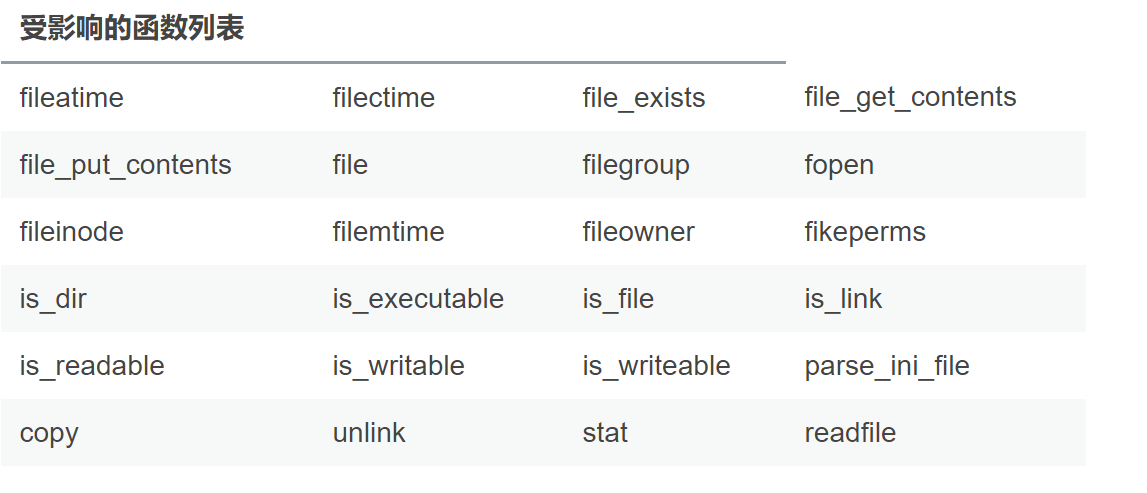 受影响的函数列表
fileatime filectime file_exists file_get_contents
file_put_contents file filegroup fopen
fileinode filemtime fileowner fikeperms
is_dir is_executable is_file is_link
is_readable is_writable is_writeable parse_ini_file
copy unlink stat readfile